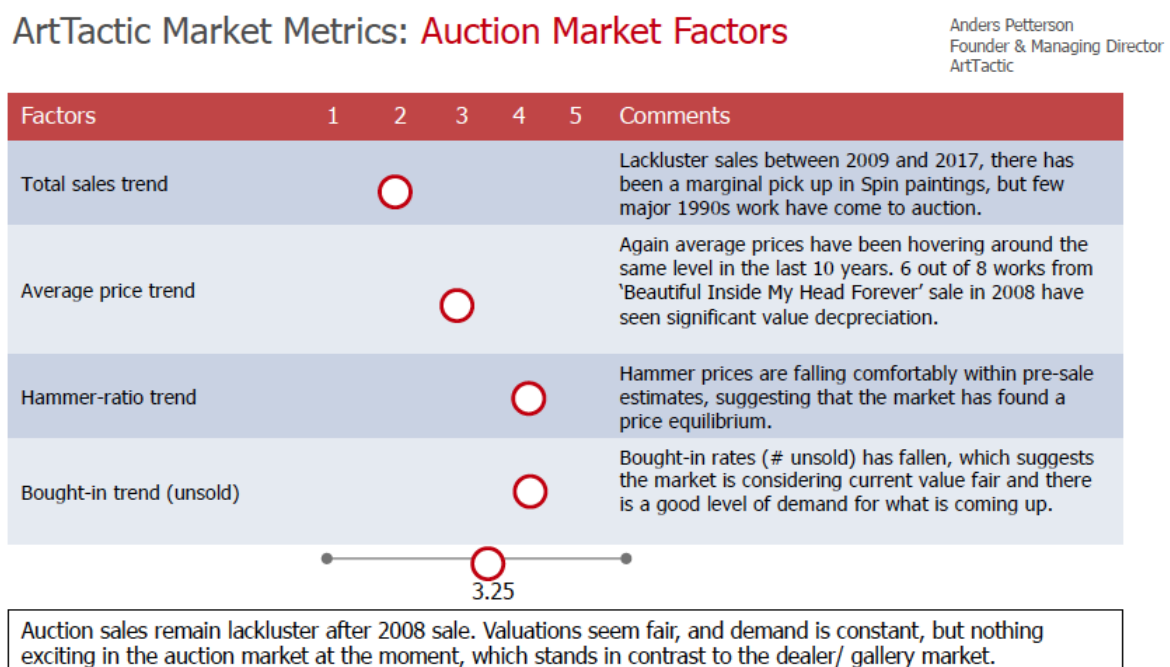 ArtTactic Market Metrics: Auction Market Factors
Anders Petterson
Founder & Managing Director
ArtTactic
Factors 1 2 3 4 5 Comments
Total sales trend
Lackluster sales between 2009 and 2017, there has
been a marginal pick up in Spin paintings, but few
major 1990s work have come to auction.
Average price trend
Again average prices have been hovering around the
same level in the last 10 years. 6 out of 8 works from
‘Beautiful Inside My Head Forever’ sale in 2008 have
seen significant value decpreciation.
Hammer-ratio trend
Hammer prices are falling comfortably within pre-sale
estimates, suggesting that the market has found a
price equilibrium.
Bought-in trend (unsold)
Bought-in rates (# unsold) has fallen, which suggests
the market is considering current value fair and there
is a good level of demand for what is coming up.
3.25
Auction sales remain lackluster after 2008 sale. Valuations seem fair, and demand is constant, but nothing
exciting in the auction market at the moment, which stands in contrast to the dealer/ gallery market.